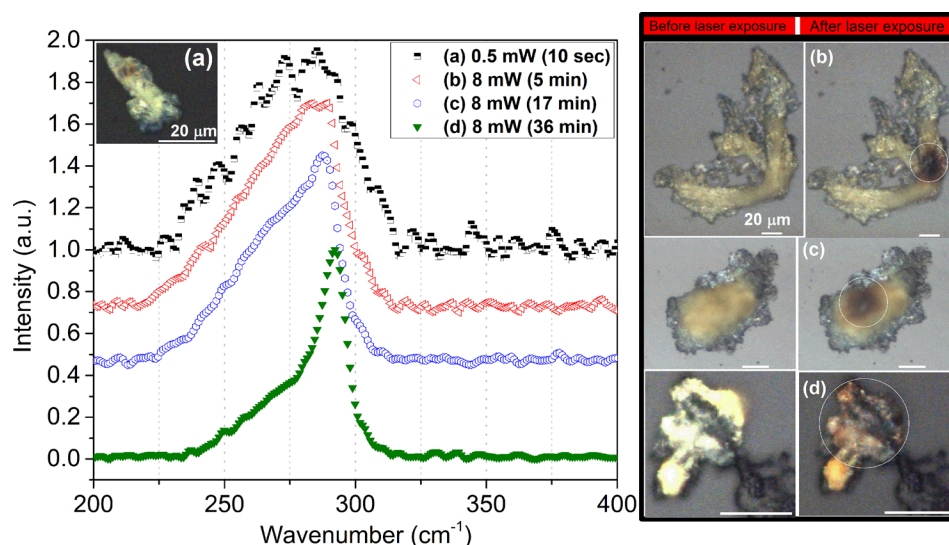 Before laser exposure
After laser exposure
2.0
1.8
1.6
1.4
1.2
1.0
0.8
0.6
0.4
0.2
0.0
Intensity (a.u.)
(a)
20 μm
(a) 0.5 mW (10 sec)
(b) 8 mW (5 min)
(c) 8 mW (17 min)
(d) 8 mW (36 min)
200
250
300
350
400
Wavenumber (cm⁻¹)
(b)
20 μm
(c)
(d)